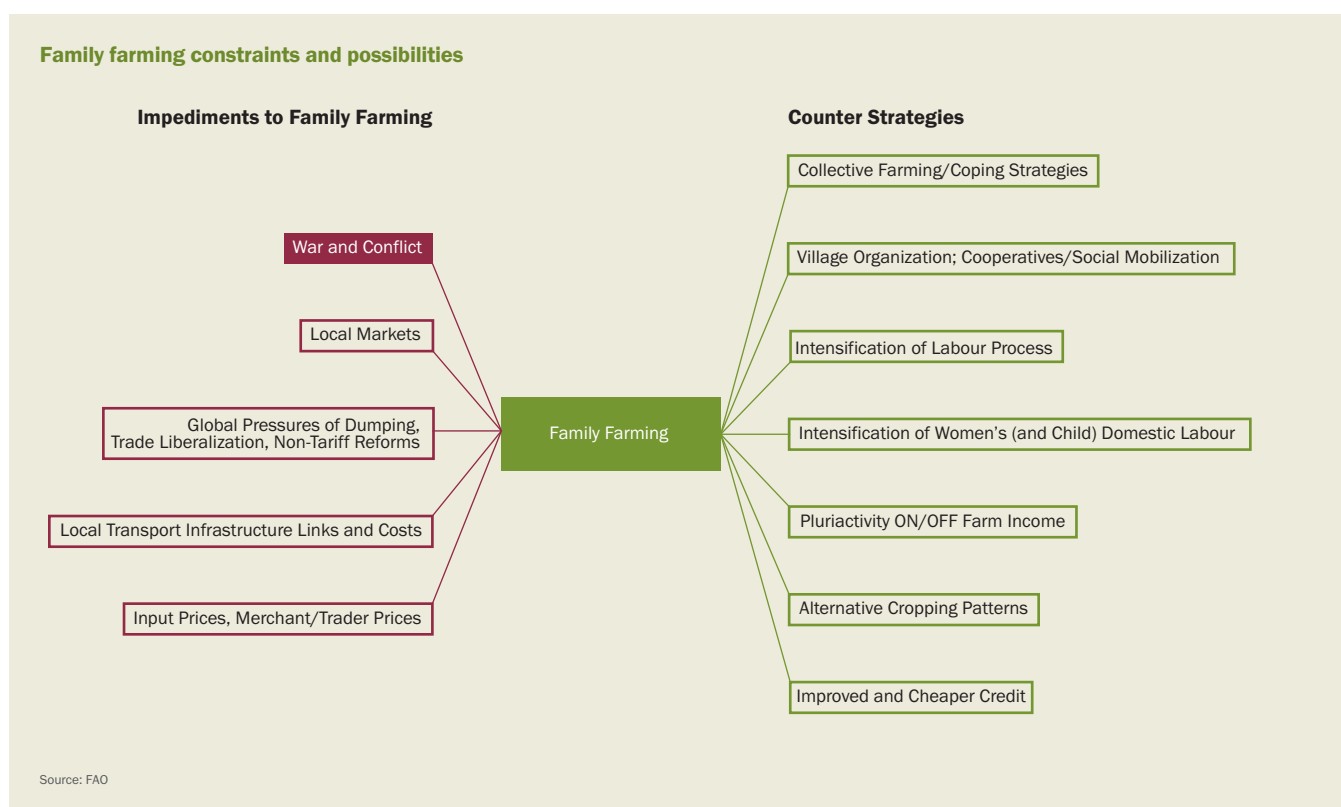 Family farming constraints and possibilities
Impediments to Family Farming
War and Conflict
Local Markets
Global Pressures of Dumping,
Trade Liberalization, Non-Tariff Reforms
Local Transport Infrastructure Links and Costs
Input Prices, Merchant/Trader Prices
Family Farming
Counter Strategies
Collective Farming/Coping Strategies
Village Organization; Cooperatives/Social Mobilization
Intensification of Labour Process
Intensification of Women’s (and Child) Domestic Labour
Pluriactivity ON/OFF Farm Income
Alternative Cropping Patterns
Improved and Cheaper Credit
Source: FAO